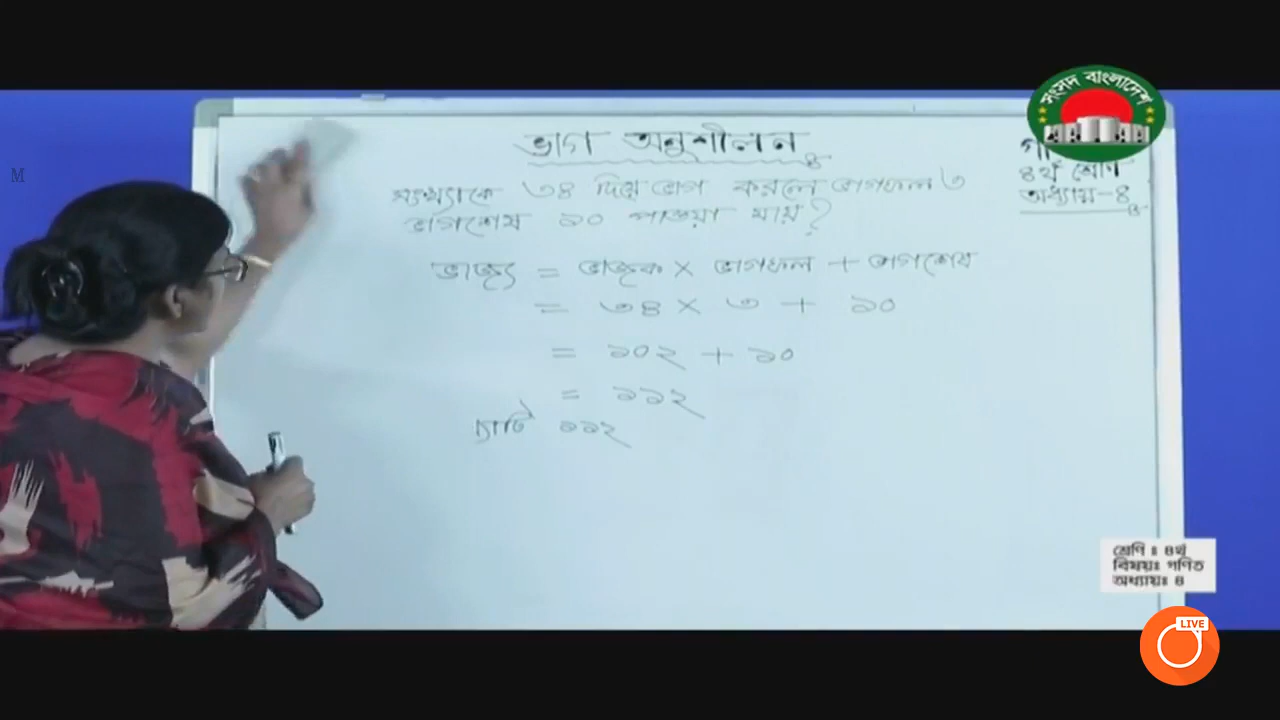 সংসদ বাংলাদেশ
ভাগ অনুশীলন
৪র্থ শ্রেণি
অধ্যায়-৪
সংখ্যাকে ৩৪ দিয়ে ভাগ করলে ভাগফল ৩
ভাগশেষ ১০ পাওয়া যায়?
ভাজ্য = ভাজক × ভাগফল + ভাগশেষ
= ৩৪ × ৩ + ১০
= ১০২ + ১০
= ১১২
১১২
M
শ্রেণি ঃ ৪র্থ
বিষয়ঃ গণিত
অধ্যায়ঃ ৪
LIVE